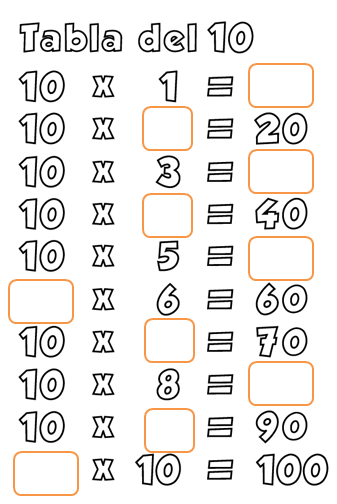 Tabla del 10
10 x 1 =
10 x = 20
10 x 3 =
10 x = 40
10 x 5 =
x 6 = 60
10 x = 70
10 x 8 =
10 x = 90
x 10 = 100